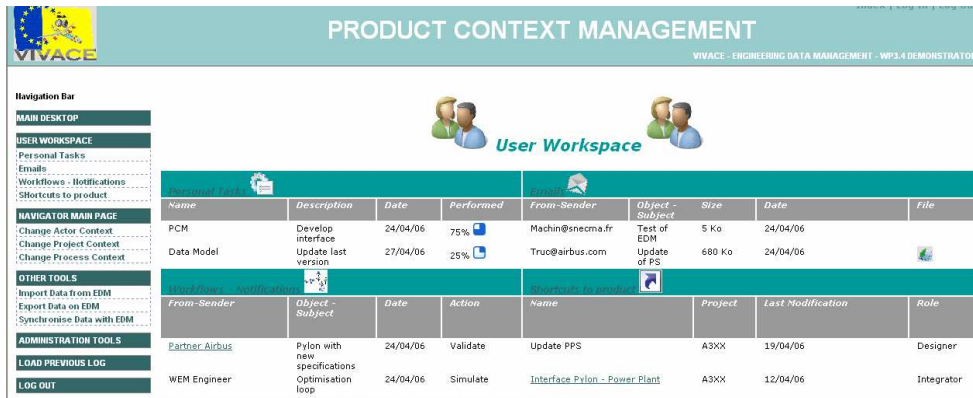 Index | Log In | Log Out
PRODUCT CONTEXT MANAGEMENT
VIVACE
VIVACE - ENGINEERING DATA MANAGEMENT - WP3.4 DEMONSTRATOR
Navigation Bar
MAIN DESKTOP
USER WORKSPACE
Personal Tasks
Emails
Workflows - Notifications
SHortcuts to product
NAVIGATOR MAIN PAGE
Change Actor Context
Change Project Context
Change Process Context
OTHER TOOLS
Import Data from EDM
Export Data on EDM
Synchronise Data with EDM
ADMINISTRATION TOOLS
LOAD PREVIOUS LOG
LOG OUT
User Workspace
Personal Tasks
Name Description Date Performed
PCM Develop interface 24/04/06 75%
Data Model Update last version 27/04/06 25%
Emails
From-Sender Object - Subject Size Date File
Machin@snecma.fr Test of EDM 5 Ko 24/04/06
Truc@airbus.com Update of PS 680 Ko 24/04/06
Workflows - Notifications
From-Sender Object - Subject Date Action
Partner Airbus Pylon with new specifications 24/04/06 Validate
WEM Engineer Optimisation loop 24/04/06 Simulate
Shortcuts to product
Name Project Last Modification Role
Update PPS A3XX 19/04/06 Designer
Interface Pylon - Power Plant A3XX 12/04/06 Integrator